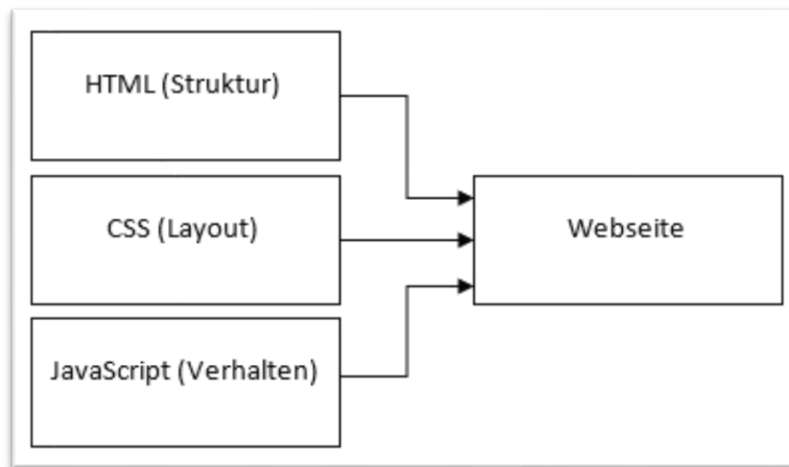 HTML (Struktur)
CSS (Layout)
Webseite
JavaScript (Verhalten)